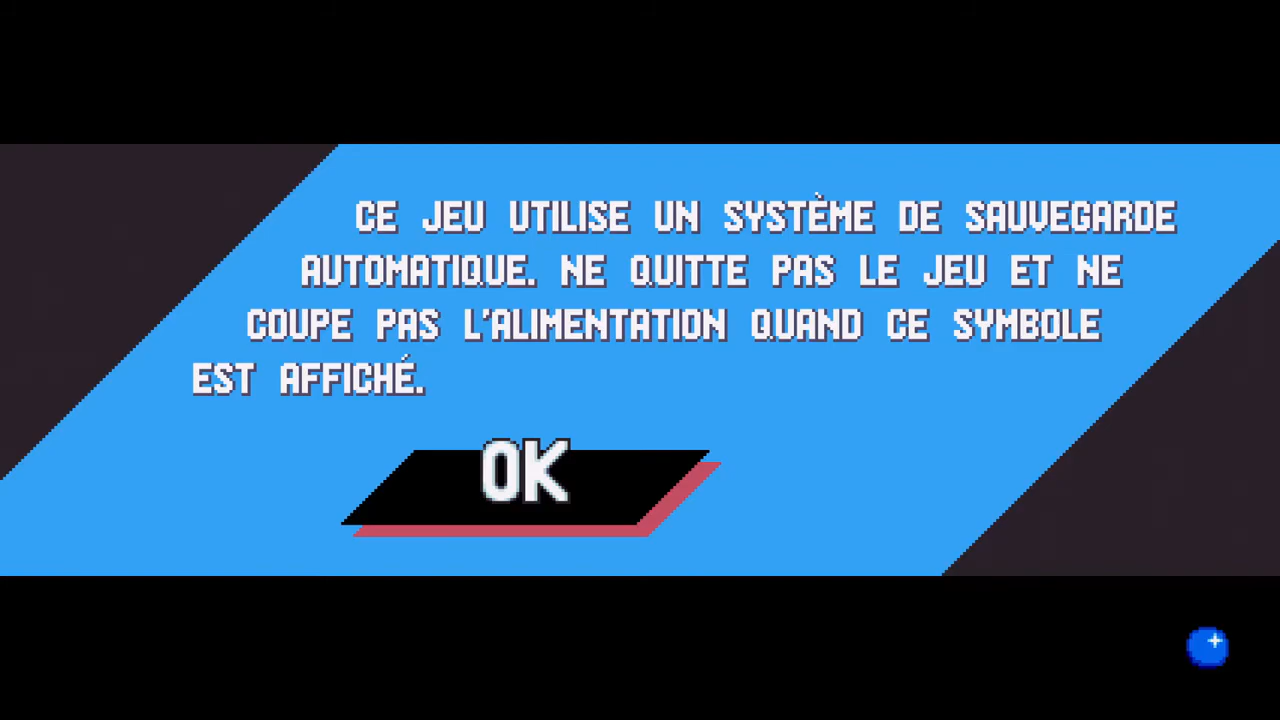 CE JEU UTILISE UN SYSTÈME DE SAUVEGARDE
AUTOMATIQUE. NE QUITTE PAS LE JEU ET NE
COUPE PAS L'ALIMENTATION QUAND CE SYMBOLE
EST AFFICHÉ.
OK